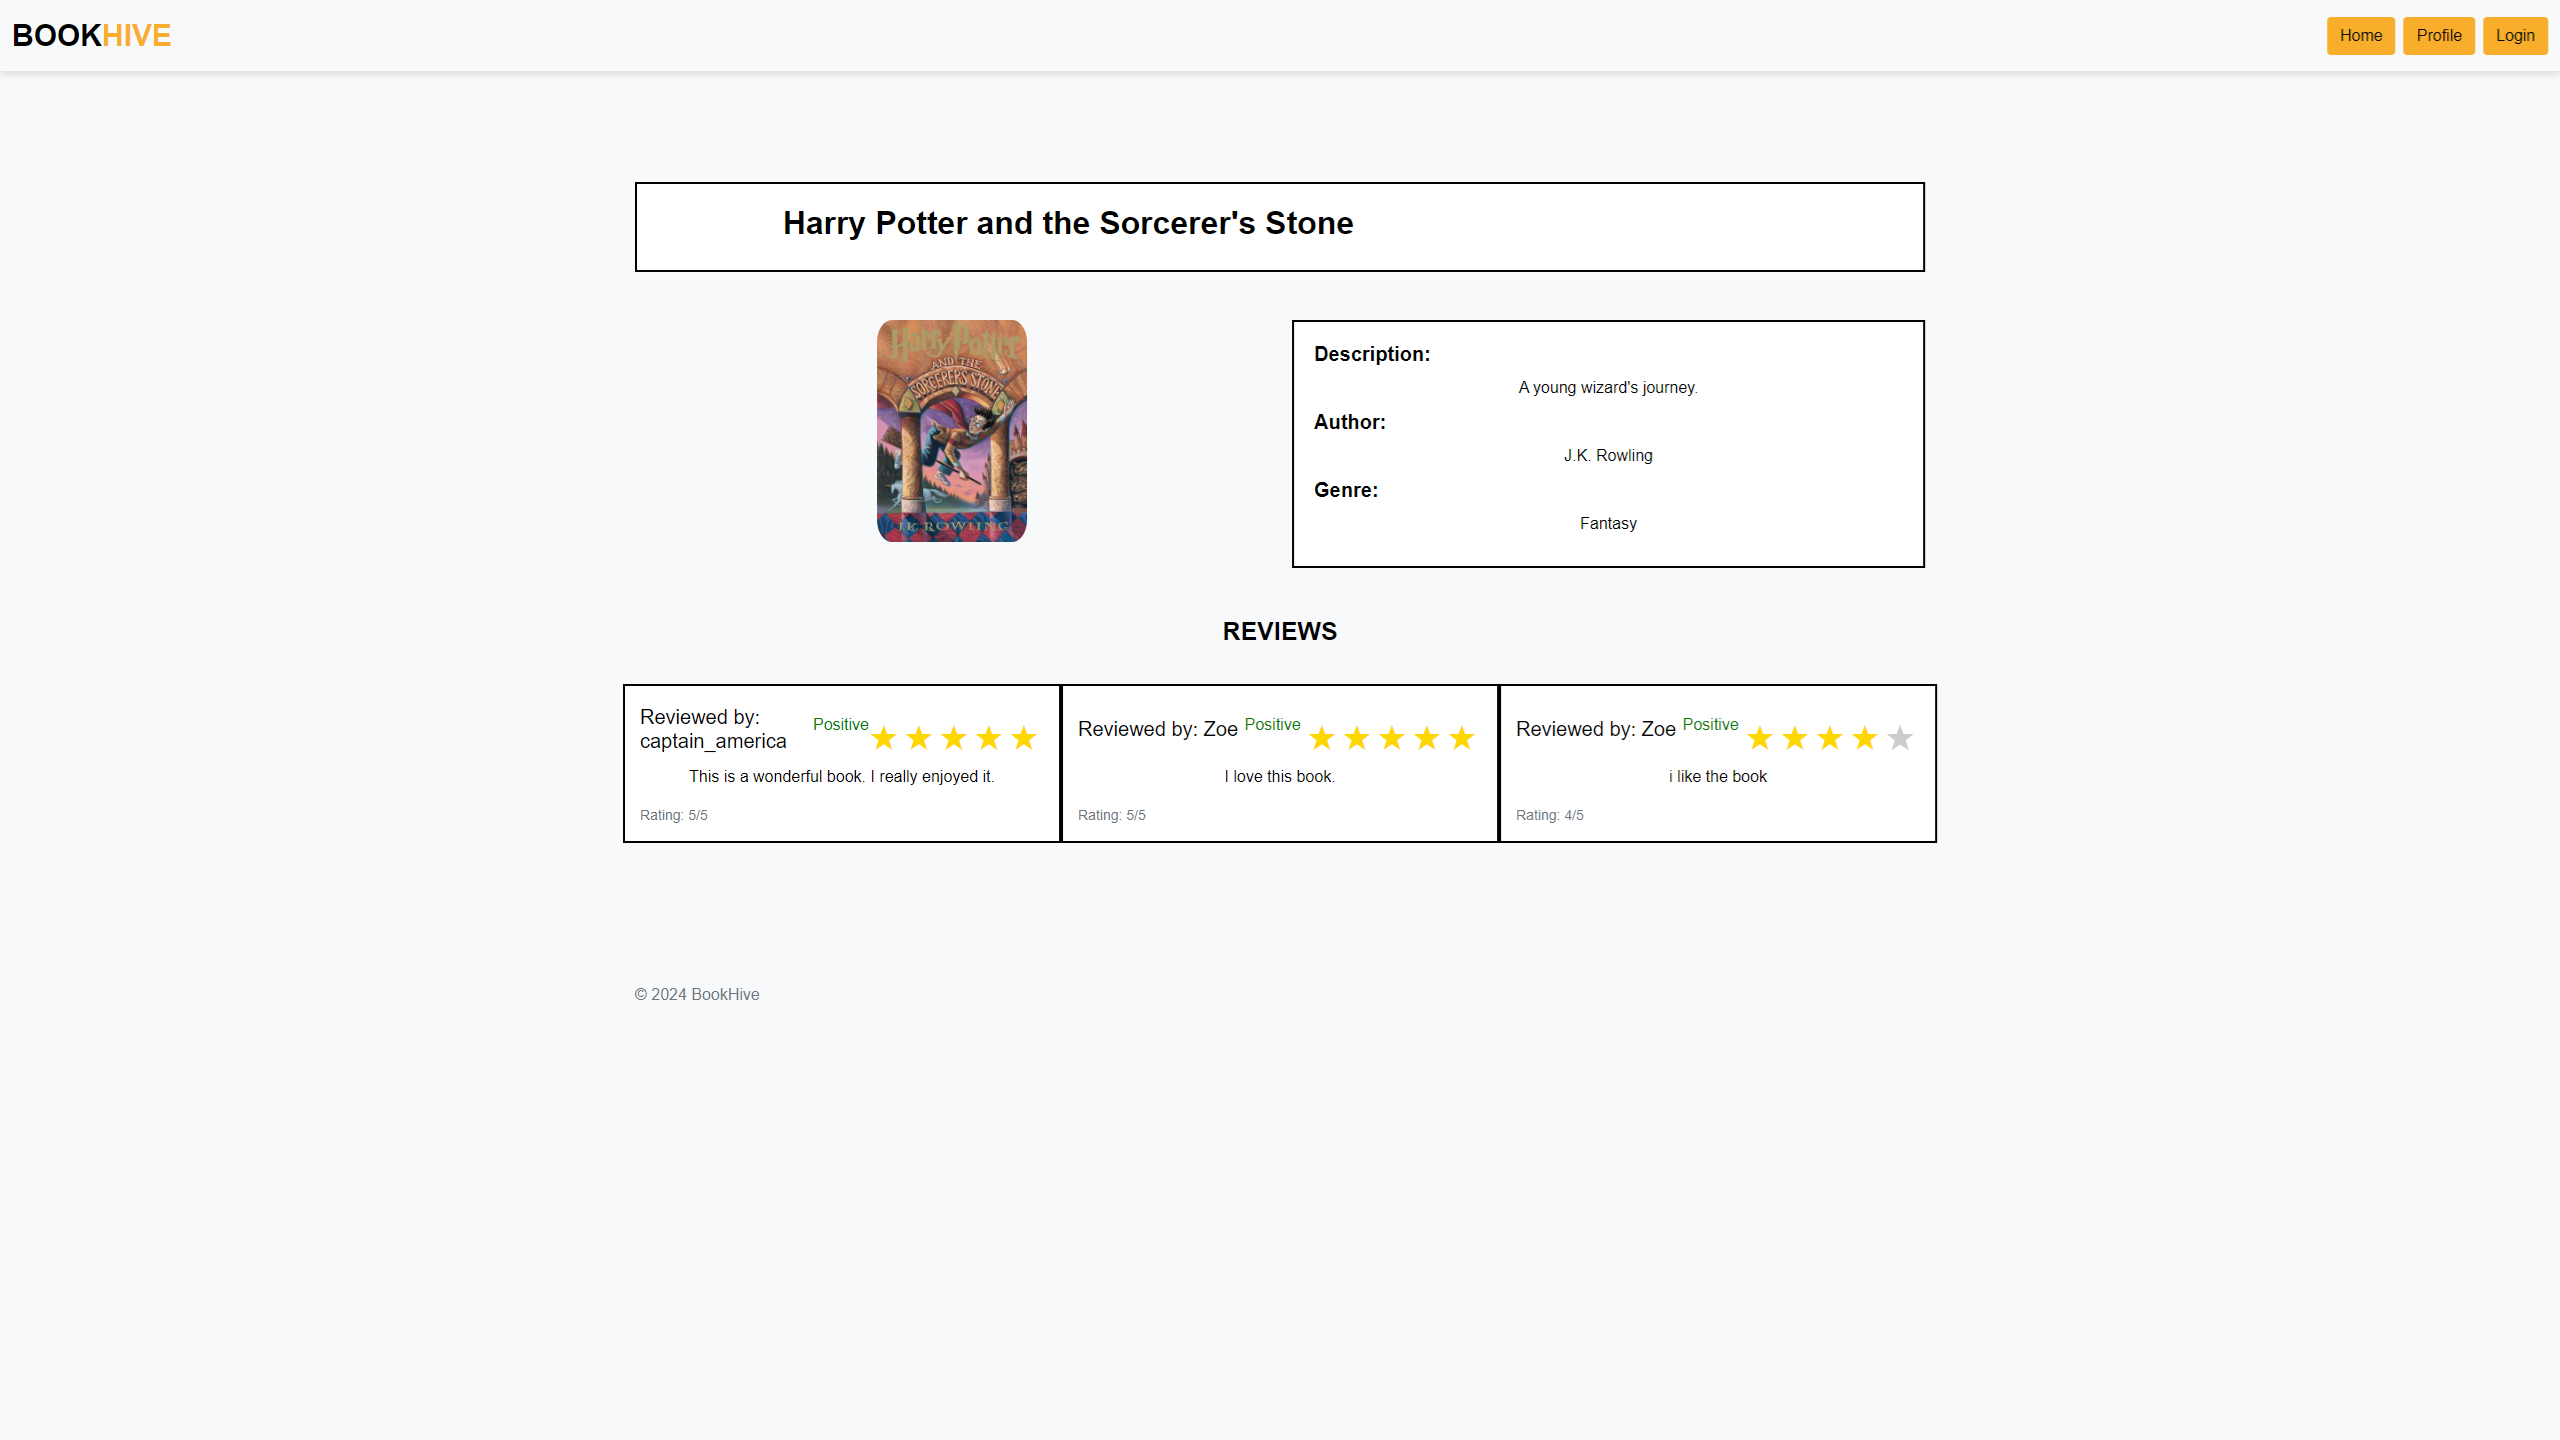 BOOKHIVE
Home Profile Login
Harry Potter and the Sorcerer's Stone
Harry Potter
AND THE
SORCERER'S STONE
J.K. ROWLING
Description:
A young wizard's journey.
Author:
J.K. Rowling
Genre:
Fantasy
REVIEWS
Reviewed by:
captain_america
Positive
This is a wonderful book. I really enjoyed it.
Rating: 5/5
Reviewed by: Zoe Positive
I love this book.
Rating: 5/5
Reviewed by: Zoe Positive
i like the book
Rating: 4/5
© 2024 BookHive